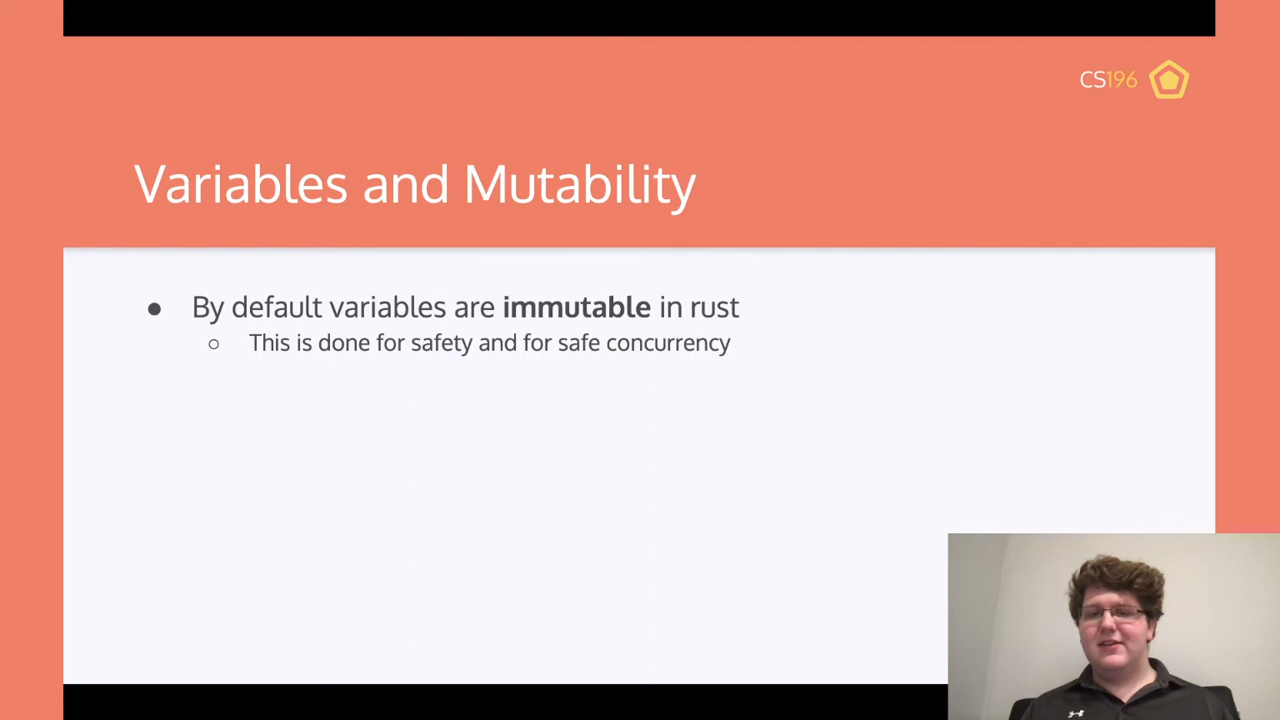 CS196
Variables and Mutability
● By default variables are immutable in rust
○ This is done for safety and for safe concurrency